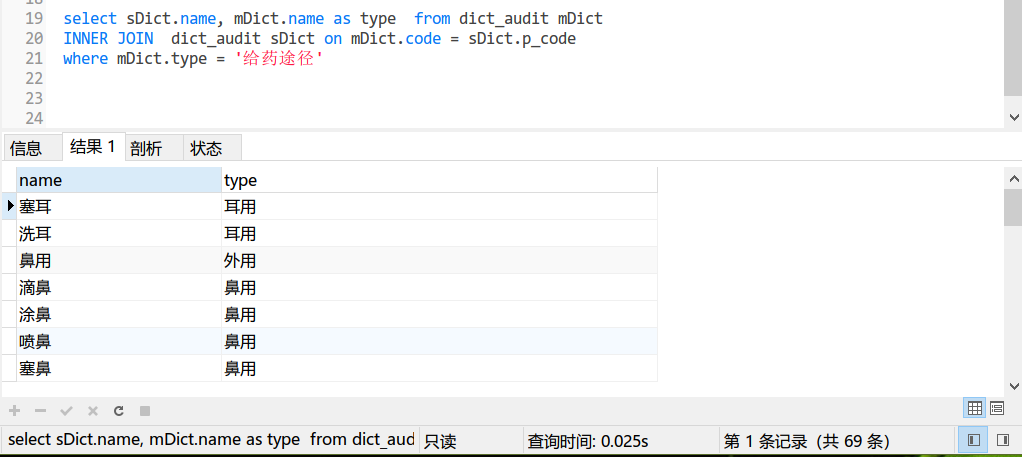 19 select sDict.name, mDict.name as type  from dict_audit mDict
20 INNER JOIN  dict_audit sDict on mDict.code = sDict.p_code
21 where mDict.type = '给药途径'
22
23
24
信息 结果 1 剖析 状态
name type
塞耳 耳用
洗耳 耳用
鼻用 外用
滴鼻 鼻用
涂鼻 鼻用
喷鼻 鼻用
塞鼻 鼻用
select sDict.name, mDict.name as type  from dict_aud 只读 查询时间: 0.025s 第 1 条记录（共 69 条）